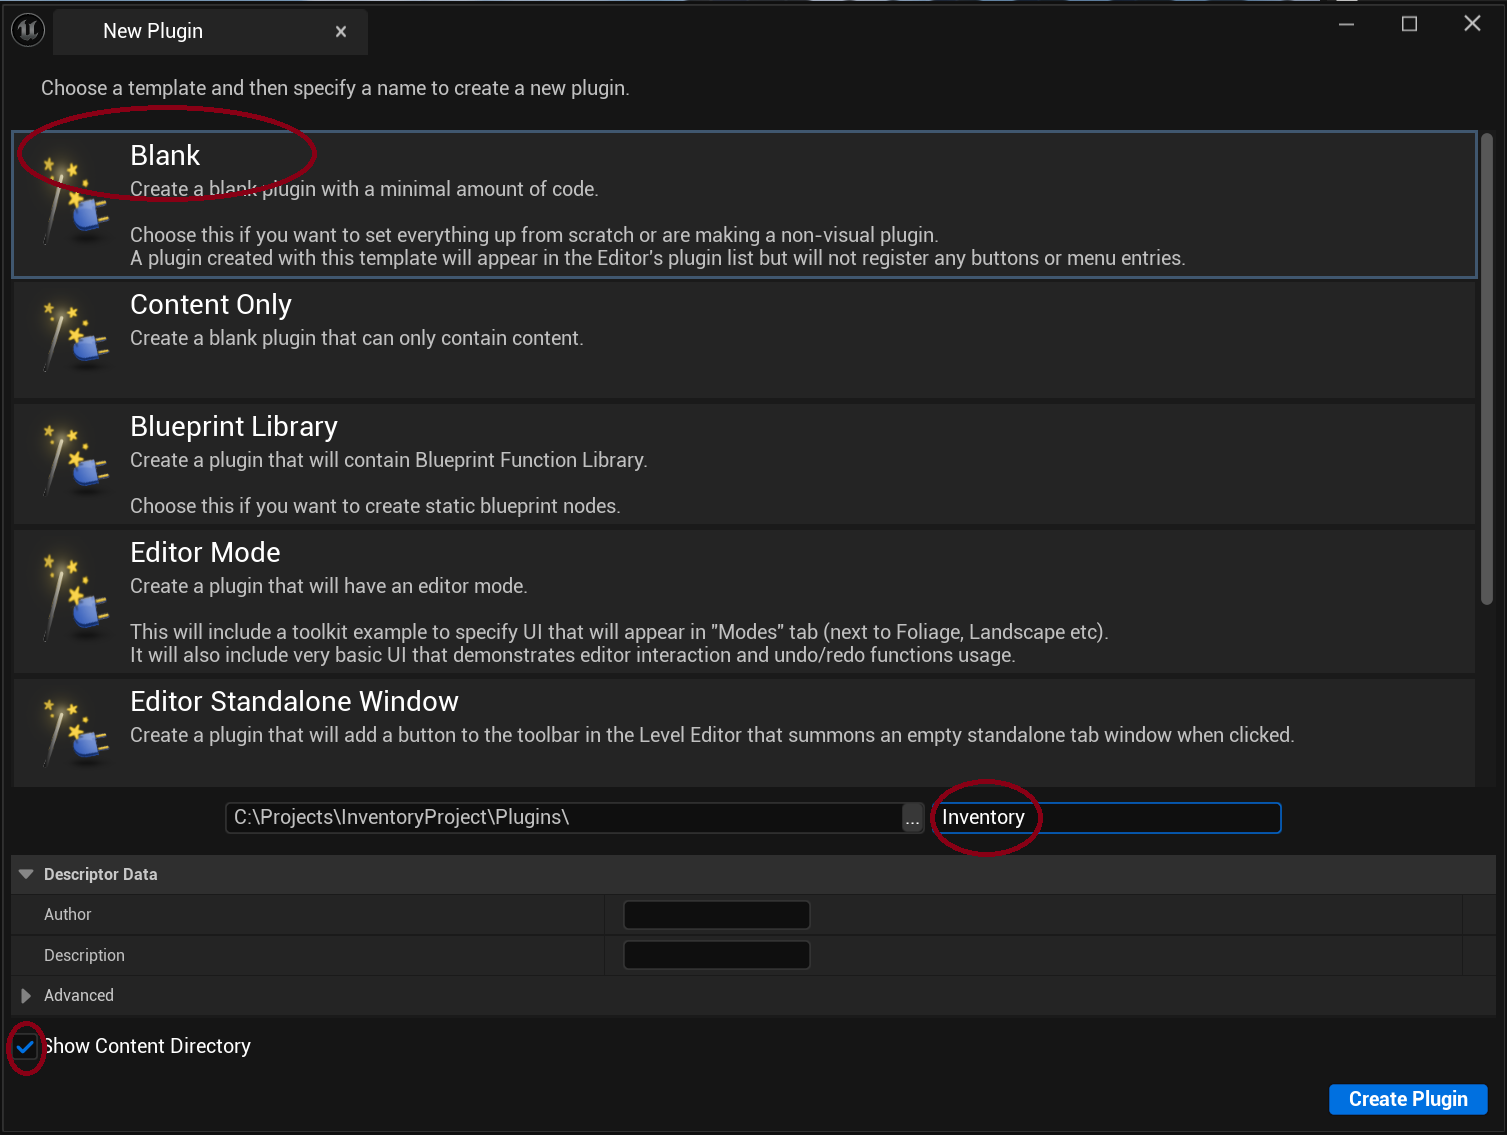 New Plugin
Choose a template and then specify a name to create a new plugin.
Blank
Create a blank plugin with a minimal amount of code.
Choose this if you want to set everything up from scratch or are making a non-visual plugin.
A plugin created with this template will appear in the Editor's plugin list but will not register any buttons or menu entries.
Content Only
Create a blank plugin that can only contain content.
Blueprint Library
Create a plugin that will contain Blueprint Function Library.
Choose this if you want to create static blueprint nodes.
Editor Mode
Create a plugin that will have an editor mode.
This will include a toolkit example to specify UI that will appear in "Modes" tab (next to Foliage, Landscape etc).
It will also include very basic UI that demonstrates editor interaction and undo/redo functions usage.
Editor Standalone Window
Create a plugin that will add a button to the toolbar in the Level Editor that summons an empty standalone tab window when clicked.
C:\Projects\InventoryProject\Plugins\ ... Inventory
Descriptor Data
Author
Description
Advanced
Show Content Directory
Create Plugin